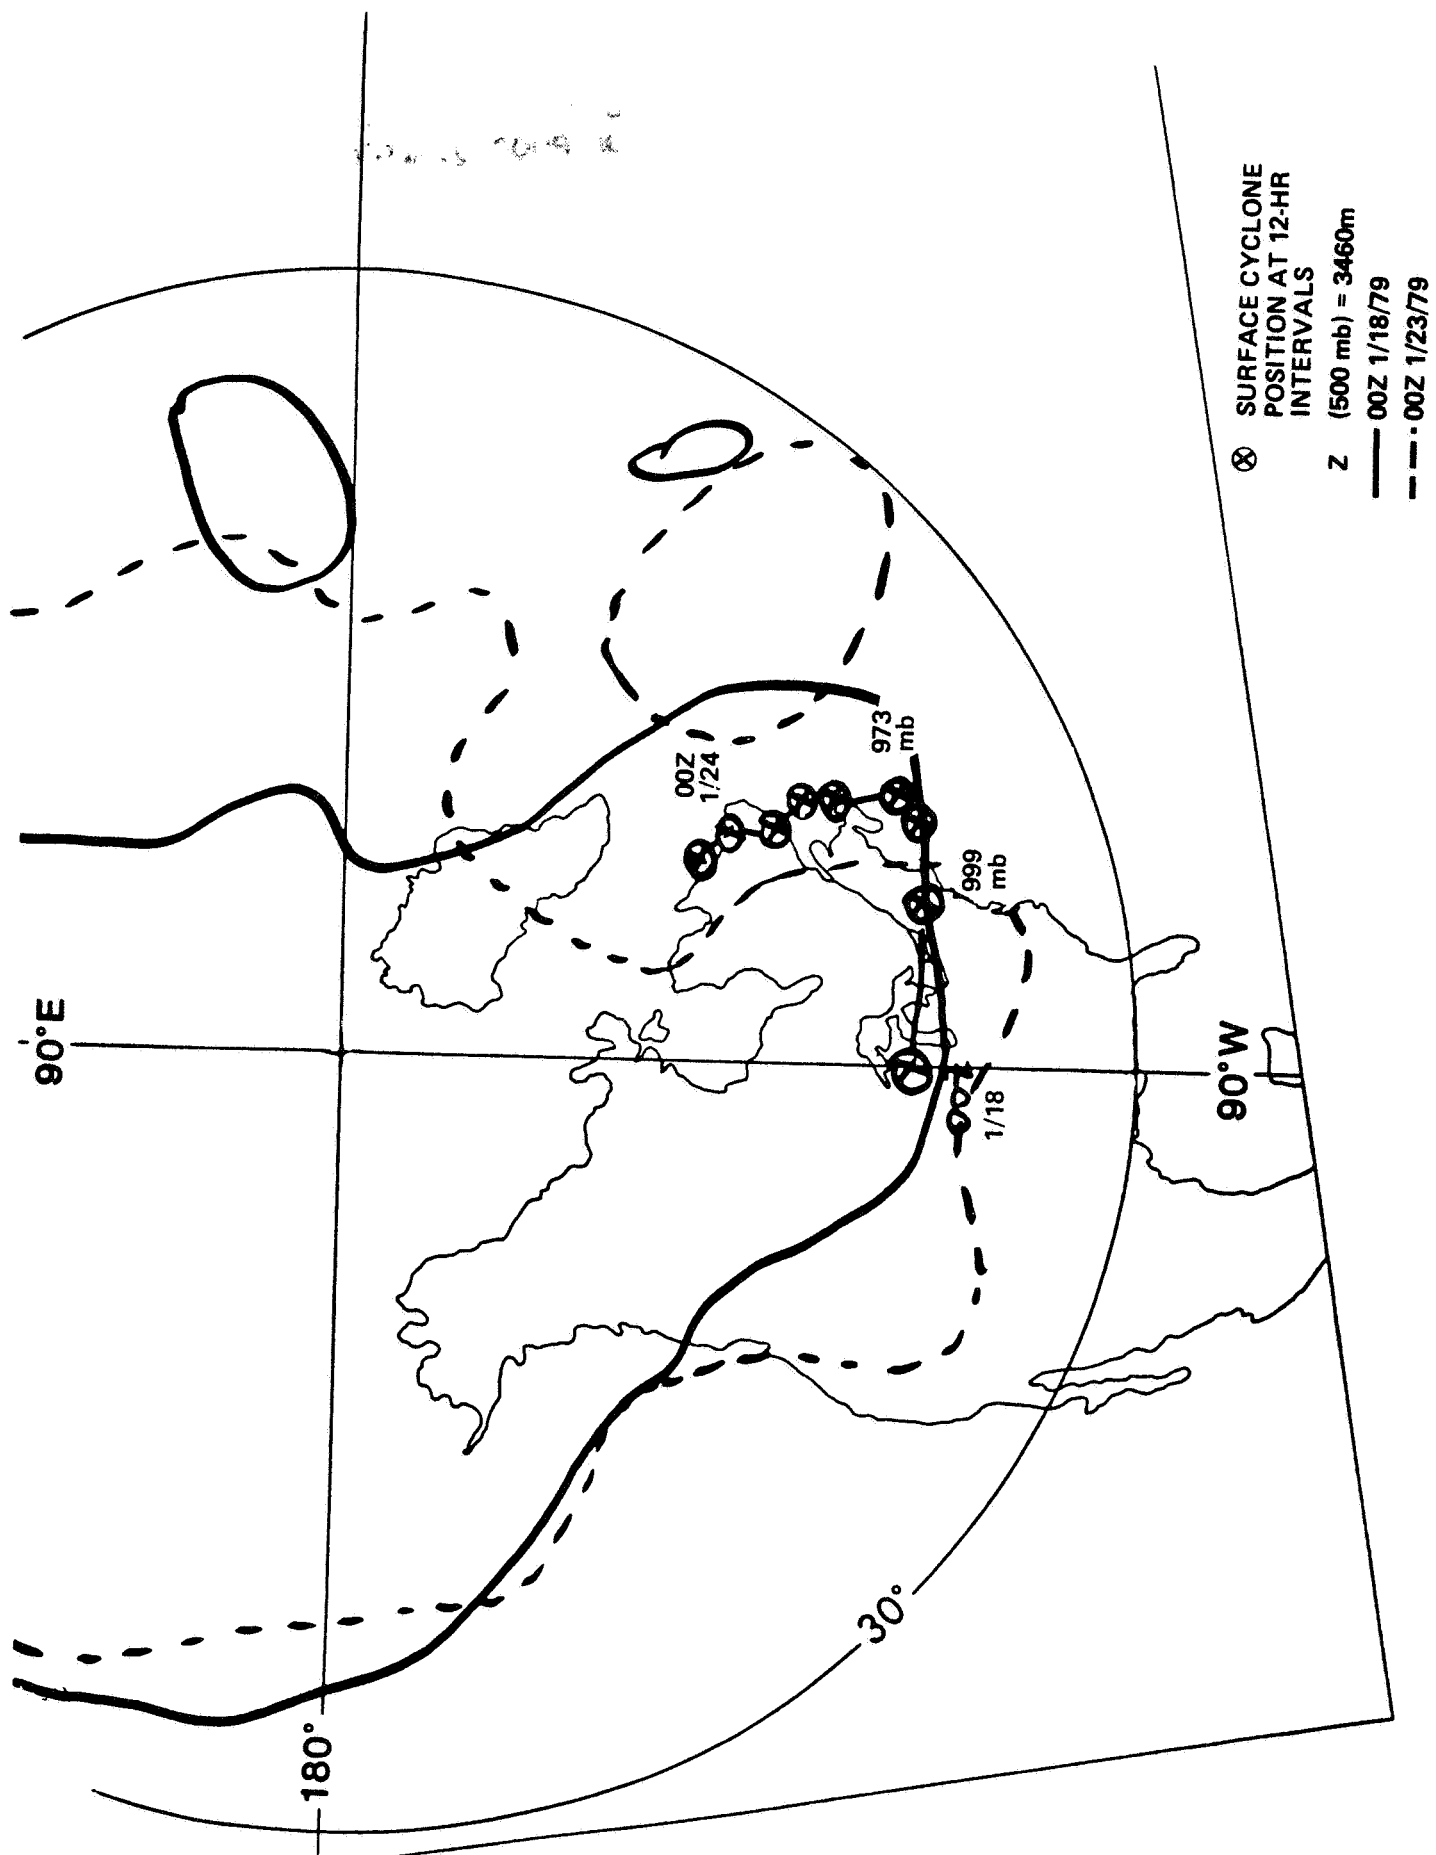 90°E
180°
30°
90°W
00Z
1/24
973
mb
999
mb
1/18
⊗ SURFACE CYCLONE
POSITION AT 12-HR
INTERVALS
Z (500 mb) = 3460m
00Z 1/18/79
00Z 1/23/79